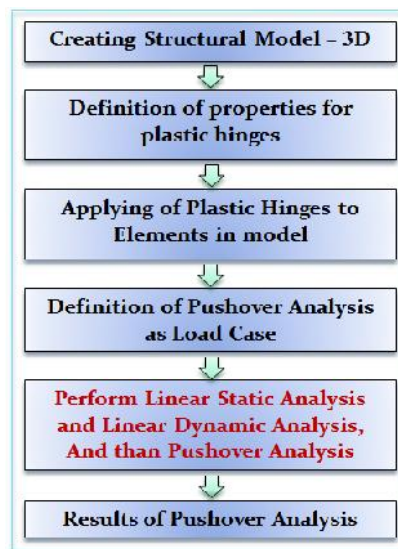 Creating Structural Model – 3D
Definition of properties for
plastic hinges
Applying of Plastic Hinges to
Elements in model
Definition of Pushover Analysis
as Load Case
Perform Linear Static Analysis
and Linear Dynamic Analysis,
And than Pushover Analysis
Results of Pushover Analysis